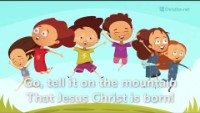 Go, tell it on the mountain
That Jesus Christ is born!